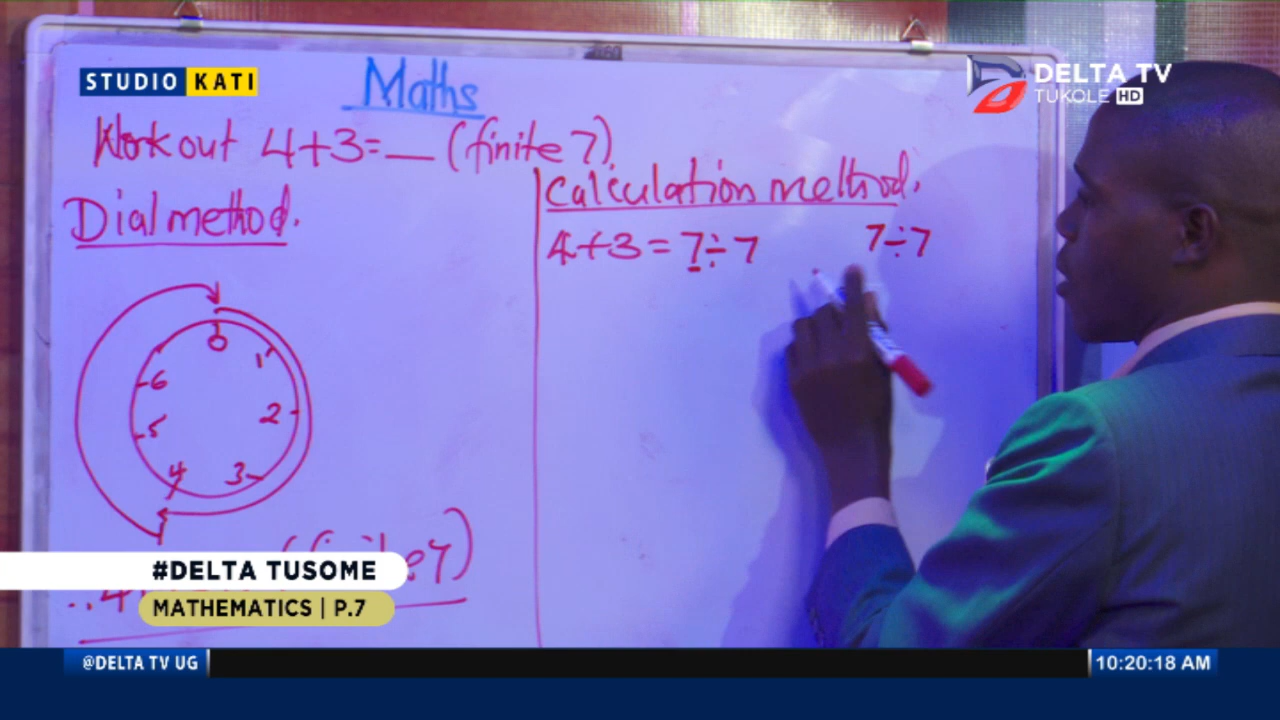 STUDIO KATI
DELTA TV
TUKOLE HD
Maths
Work out 4+3=__ (finite 7)
Dial method.
0
1
2
3
4
5
6
Calculation method.
4+3 = 7÷7
7÷7
#DELTA TUSOME
MATHEMATICS | P.7
@DELTA TV UG
10:20:18 AM